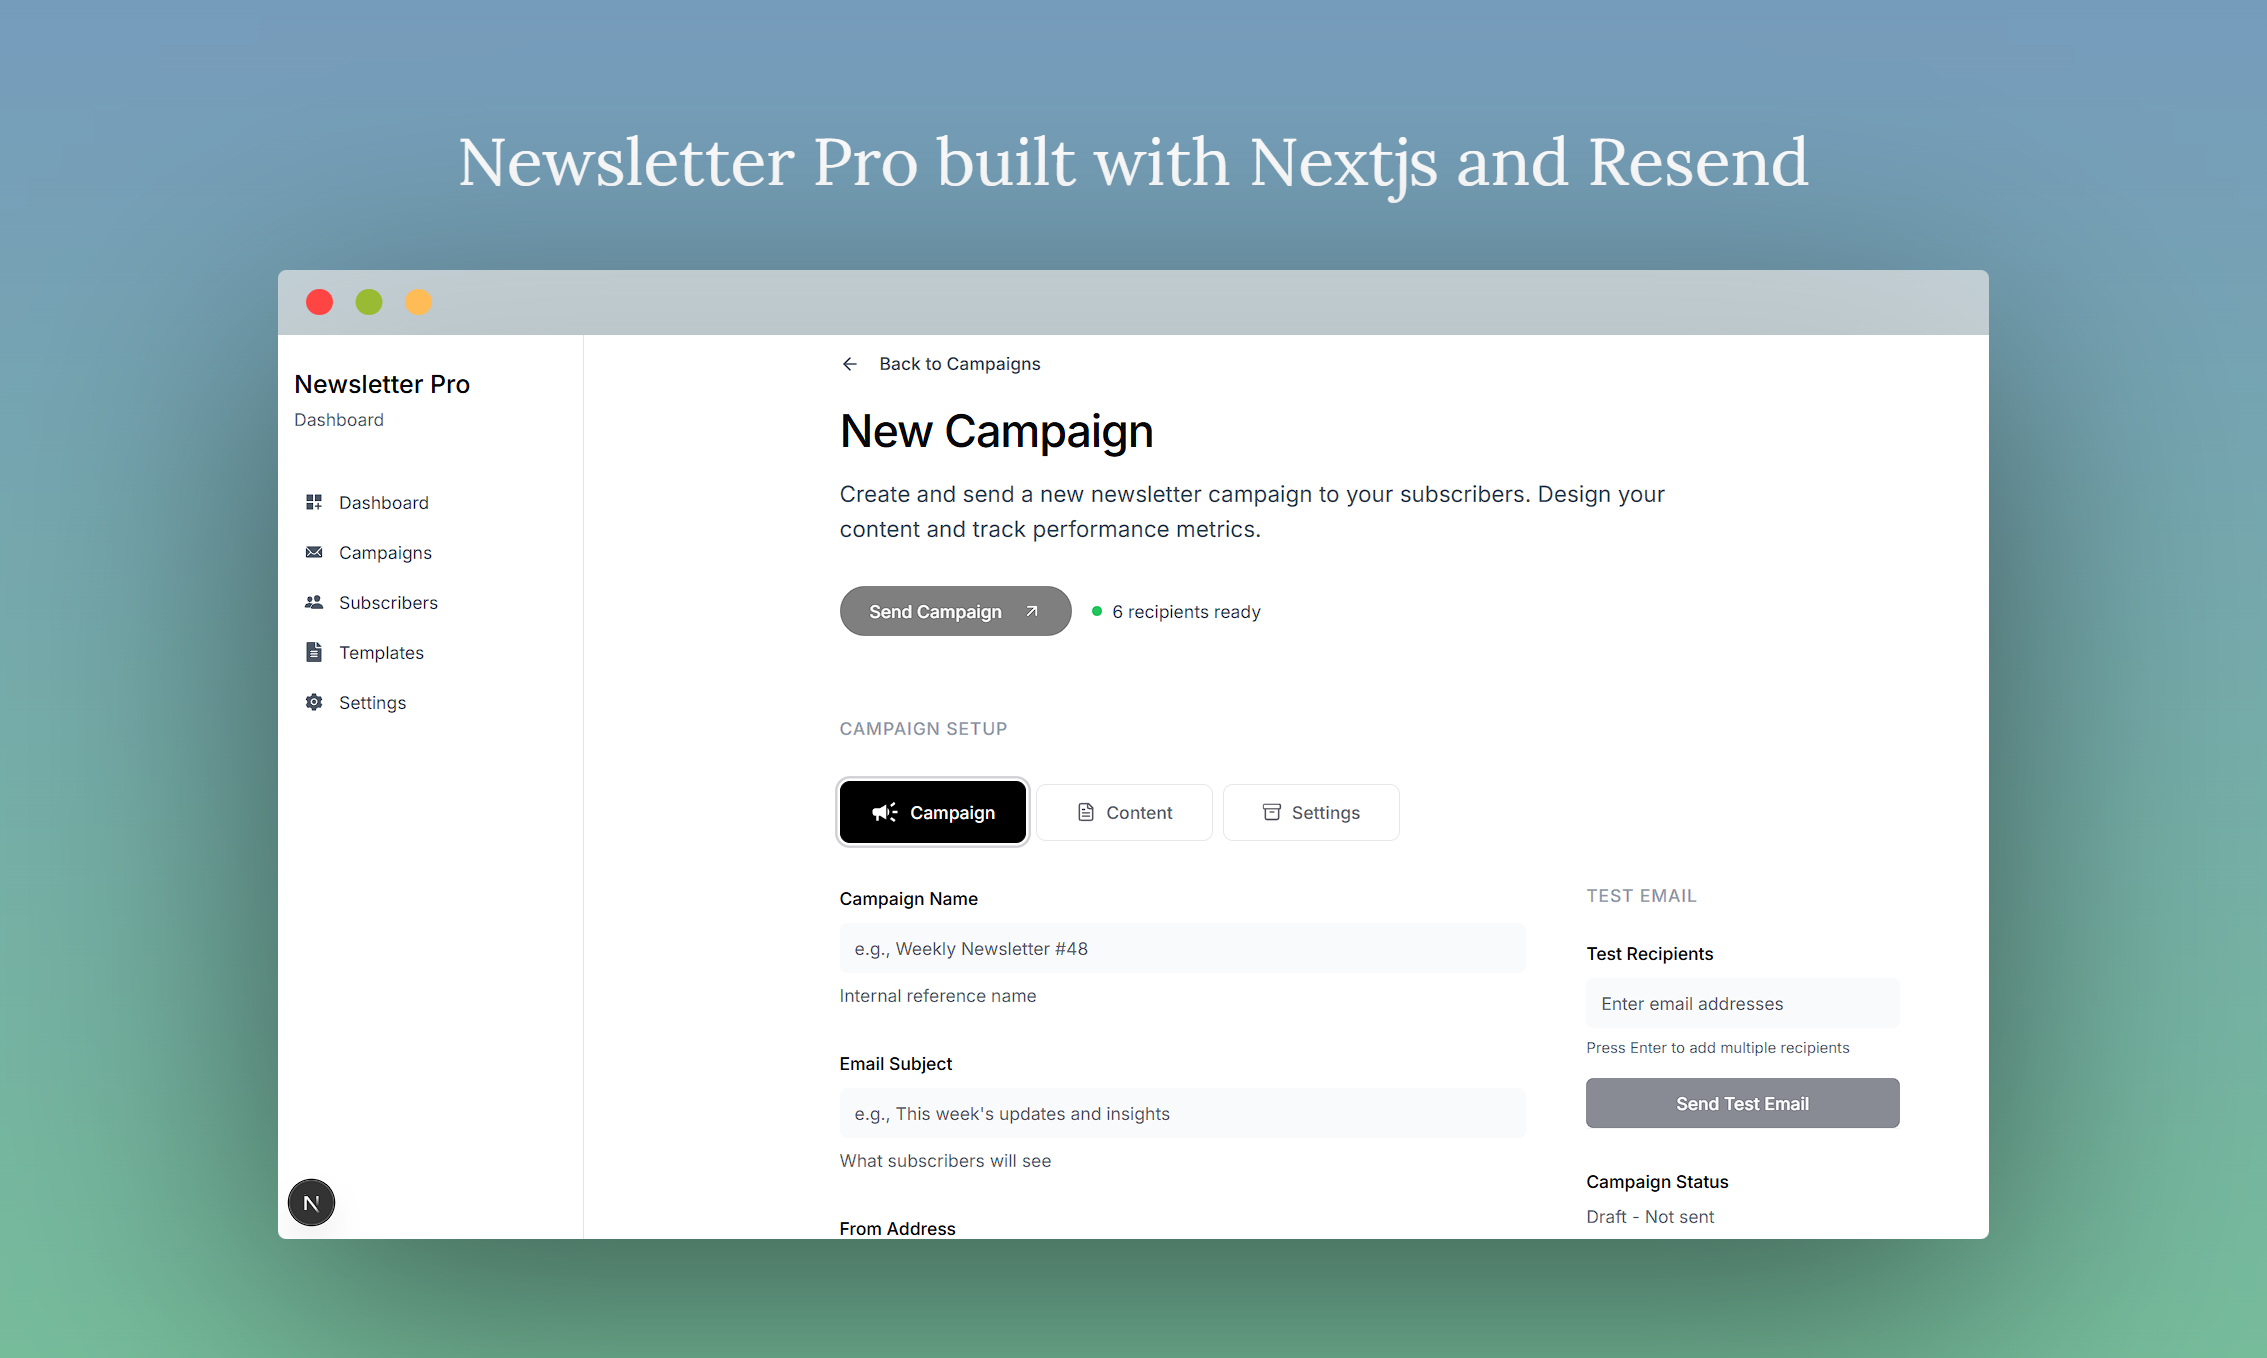 Newsletter Pro built with Nextjs and Resend
Newsletter Pro
Dashboard
Dashboard
Campaigns
Subscribers
Templates
Settings
N
Back to Campaigns
New Campaign
Create and send a new newsletter campaign to your subscribers. Design your
content and track performance metrics.
Send Campaign
6 recipients ready
CAMPAIGN SETUP
Campaign
Content
Settings
Campaign Name
e.g., Weekly Newsletter #48
Internal reference name
Email Subject
e.g., This week's updates and insights
What subscribers will see
From Address
TEST EMAIL
Test Recipients
Enter email addresses
Press Enter to add multiple recipients
Send Test Email
Campaign Status
Draft - Not sent